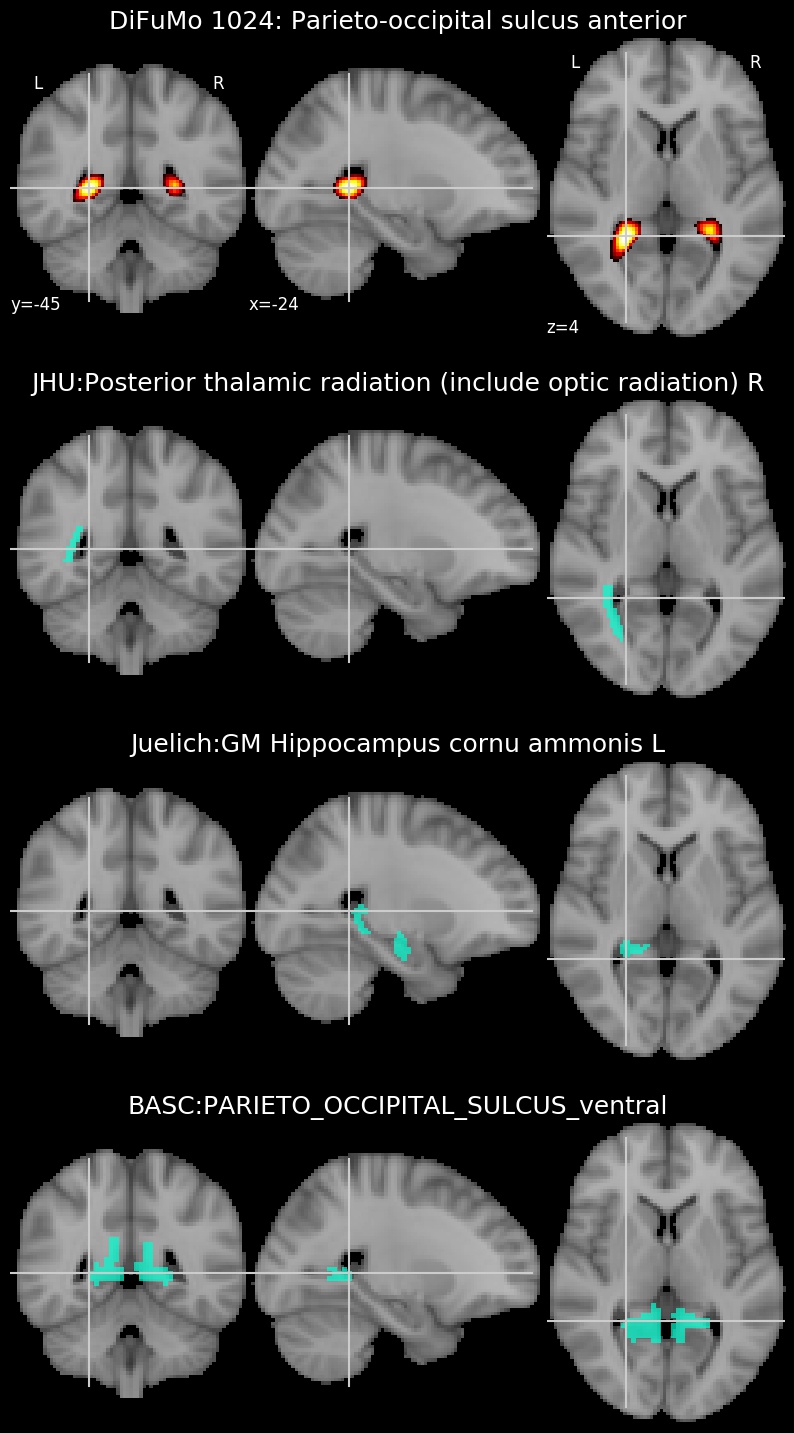 DiFuMo 1024: Parieto-occipital sulcus anterior
L R L R
y=-45 x=-24 z=4
JHU:Posterior thalamic radiation (include optic radiation) R
Juelich:GM Hippocampus cornu ammonis L
BASC:PARIETO_OCCIPITAL_SULCUS_ventral